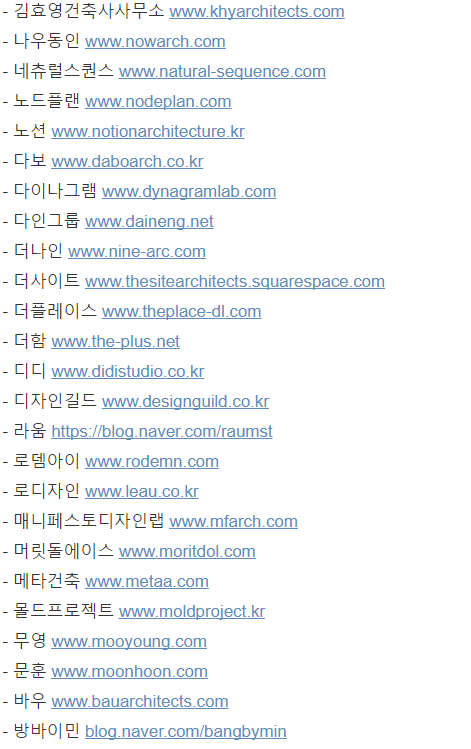 - 김효영건축사사무소 www.khyarchitects.com
- 나우동인 www.nowarch.com
- 네츄럴스퀀스 www.natural-sequence.com
- 노드플랜 www.nodeplan.com
- 노션 www.notionarchitecture.kr
- 다보 www.daboarch.co.kr
- 다이나그램 www.dynagramlab.com
- 다인그룹 www.daineng.net
- 더나인 www.nine-arc.com
- 더사이트 www.thesitearchitects.squarespace.com
- 더플레이스 www.theplace-dl.com
- 더함 www.the-plus.net
- 디디 www.didistudio.co.kr
- 디자인길드 www.designguild.co.kr
- 라움 https://blog.naver.com/raumst
- 로뎀아이 www.rodemn.com
- 로디자인 www.leau.co.kr
- 매니페스토디자인랩 www.mfarch.com
- 머릿돌에이스 www.moritdol.com
- 메타건축 www.metaa.com
- 몰드프로젝트 www.moldproject.kr
- 무영 www.mooyoung.com
- 문훈 www.moonhoon.com
- 바우 www.bauarchitects.com
- 방바이민 blog.naver.com/bangbymin